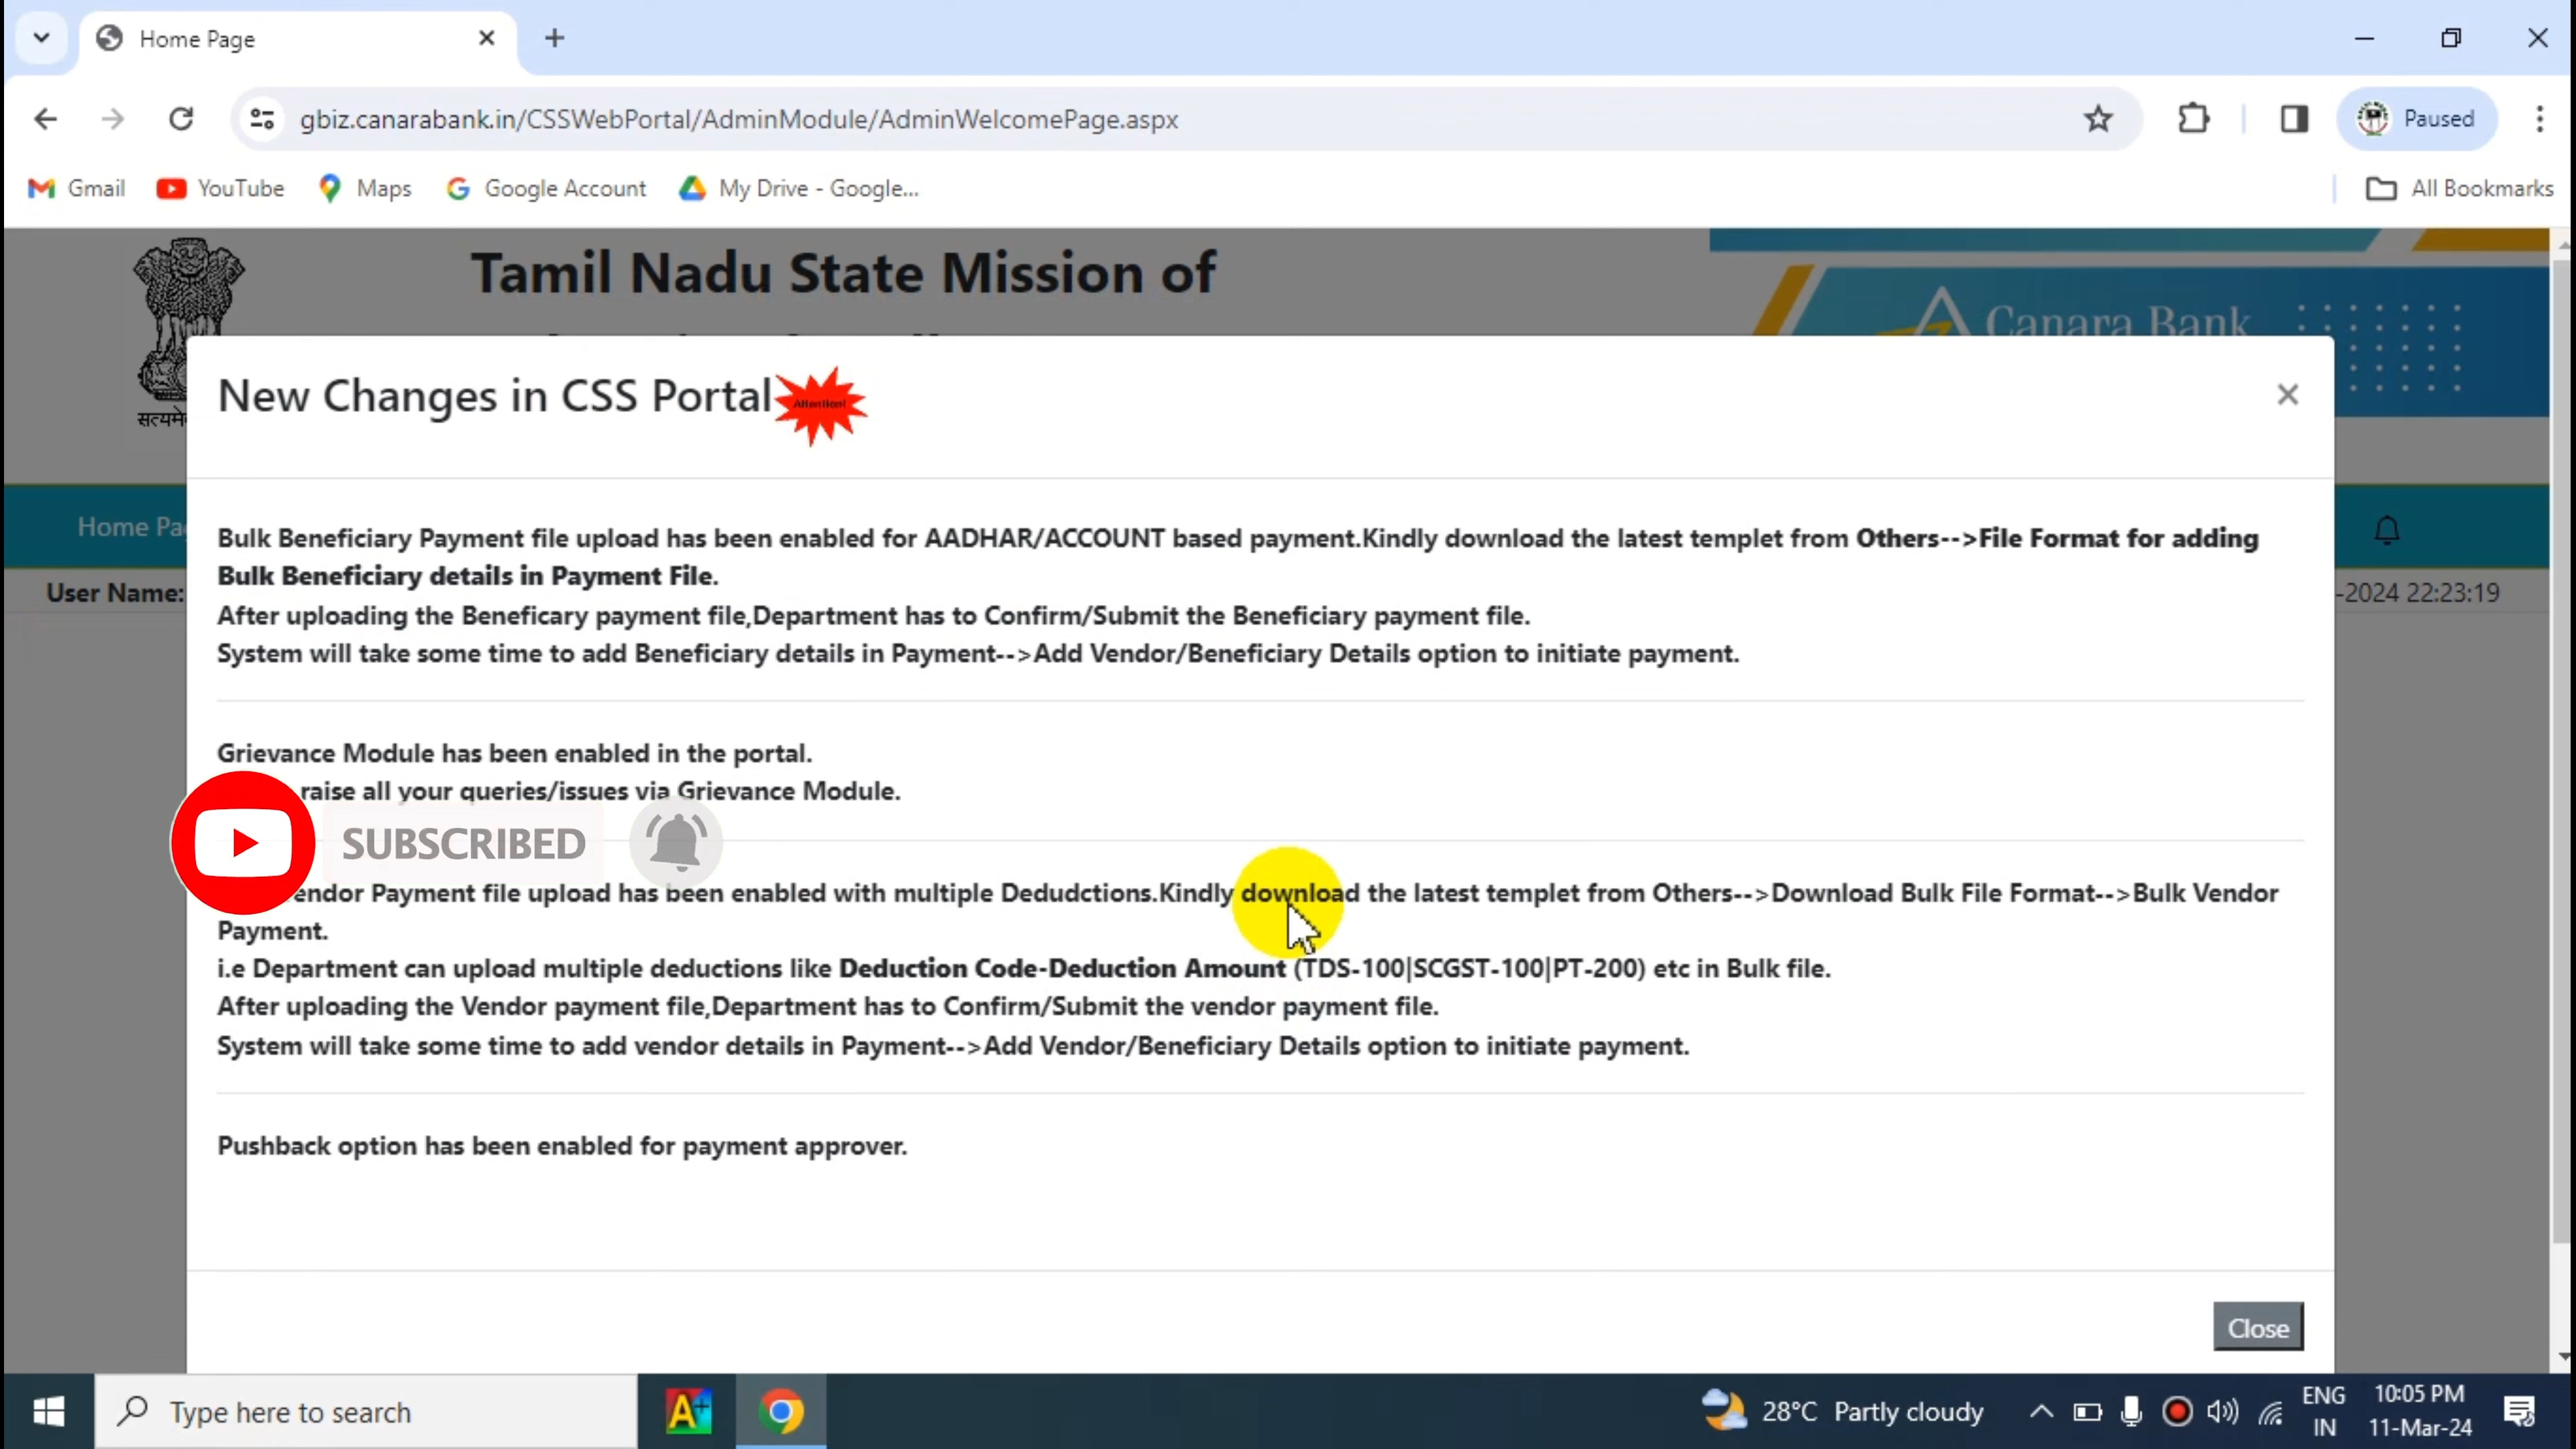 Home Page
gbiz.canarabank.in/CSSWebPortal/AdminModule/AdminWelcomePage.aspx
Paused
Gmail
YouTube
Maps
Google Account
My Drive - Google...
All Bookmarks
Tamil Nadu State Mission of
Canara Bank
New Changes in CSS Portal
Attention!
Home Pa
User Name:
-2024 22:23:19
Bulk Beneficiary Payment file upload has been enabled for AADHAR/ACCOUNT based payment.Kindly download the latest templet from Others-->File Format for adding
Bulk Beneficiary details in Payment File.
After uploading the Beneficary payment file,Department has to Confirm/Submit the Beneficiary payment file.
System will take some time to add Beneficiary details in Payment-->Add Vendor/Beneficiary Details option to initiate payment.
Grievance Module has been enabled in the portal.
raise all your queries/issues via Grievance Module.
SUBSCRIBED
endor Payment file upload has been enabled with multiple Dedudctions.Kindly download the latest templet from Others-->Download Bulk File Format-->Bulk Vendor
Payment.
i.e Department can upload multiple deductions like Deduction Code-Deduction Amount (TDS-100|SCGST-100|PT-200) etc in Bulk file.
After uploading the Vendor payment file,Department has to Confirm/Submit the vendor payment file.
System will take some time to add vendor details in Payment-->Add Vendor/Beneficiary Details option to initiate payment.
Pushback option has been enabled for payment approver.
Close
Type here to search
28°C Partly cloudy
ENG
IN
10:05 PM
11-Mar-24